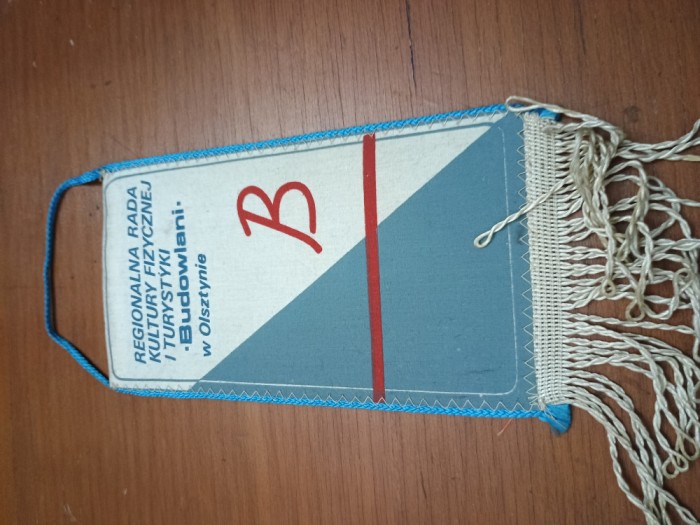 REGIONALNA RADA
KULTURY FIZYCZNEJ
I TURYSTYKI
·Budowlani·
w Olsztynie
B